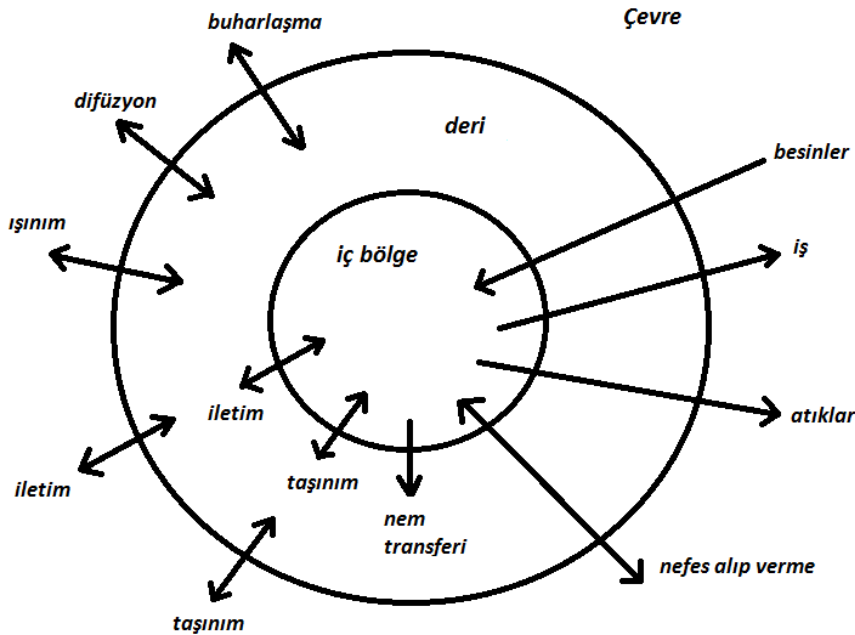 Çevre
buharlaşma
difüzyon
deri
besinler
ışınım
iç bölge
iş
iletim
atıklar
iletim
taşınım
nem
transferi
nefes alıp verme
taşınım